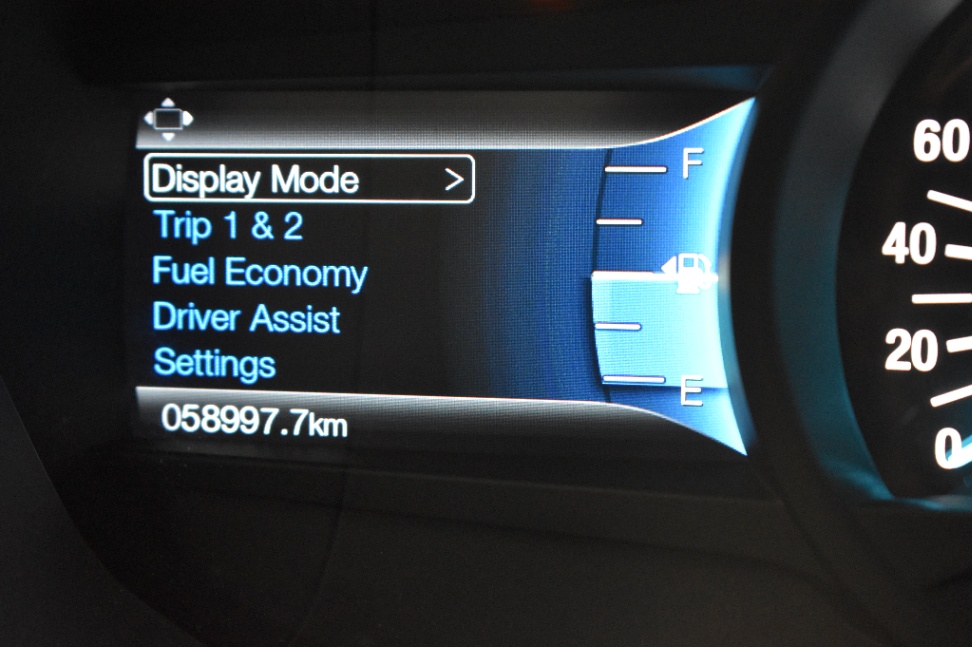 Display Mode >
Trip 1 & 2
Fuel Economy
Driver Assist
Settings
058997.7km
F
E
60
40
20
0